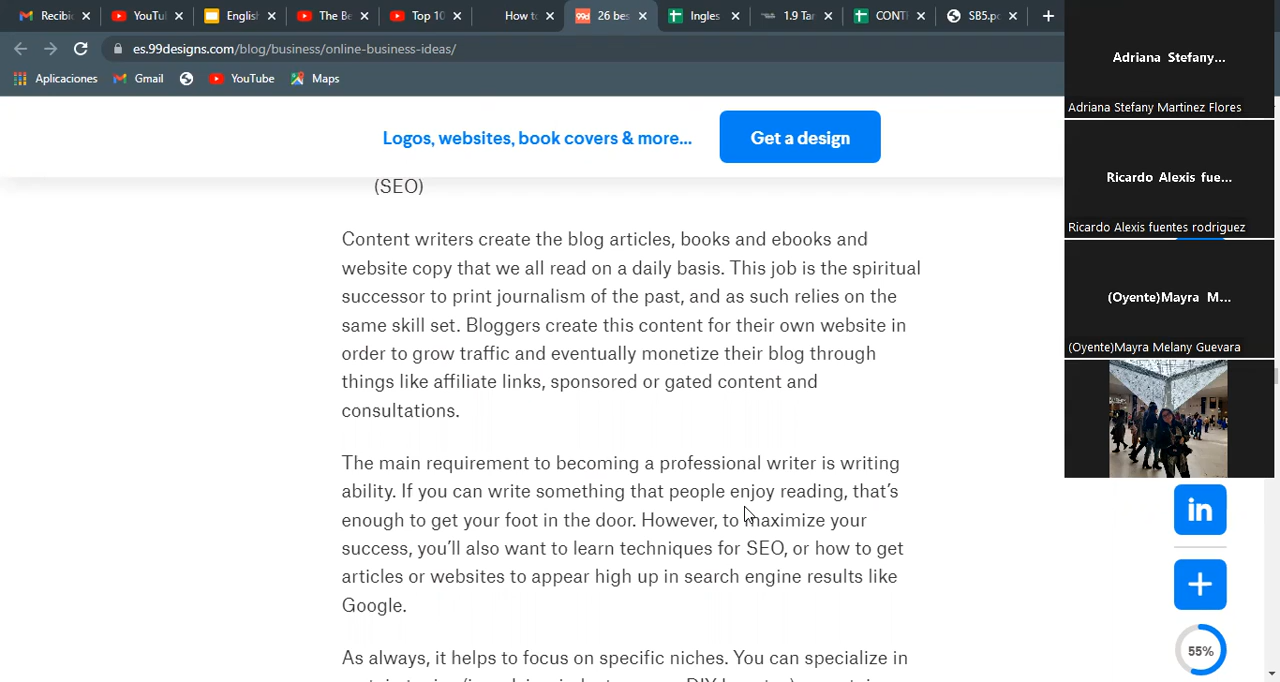 Recibic
YouTu
English
The Be
Top 10
How to
26 bes
Ingles
1.9 Tar
CONTI
SB5.pc
es.99designs.com/blog/business/online-business-ideas/
Aplicaciones
Gmail
YouTube
Maps
Logos, websites, book covers & more...
Get a design
(SEO)
Content writers create the blog articles, books and ebooks and
website copy that we all read on a daily basis. This job is the spiritual
successor to print journalism of the past, and as such relies on the
same skill set. Bloggers create this content for their own website in
order to grow traffic and eventually monetize their blog through
things like affiliate links, sponsored or gated content and
consultations.
The main requirement to becoming a professional writer is writing
ability. If you can write something that people enjoy reading, that's
enough to get your foot in the door. However, to maximize your
success, you'll also want to learn techniques for SEO, or how to get
articles or websites to appear high up in search engine results like
Google.
As always, it helps to focus on specific niches. You can specialize in
Adriana Stefany...
Adriana Stefany Martinez Flores
Ricardo Alexis fue...
Ricardo Alexis fuentes rodriguez
(Oyente)Mayra M...
(Oyente)Mayra Melany Guevara
in
55%